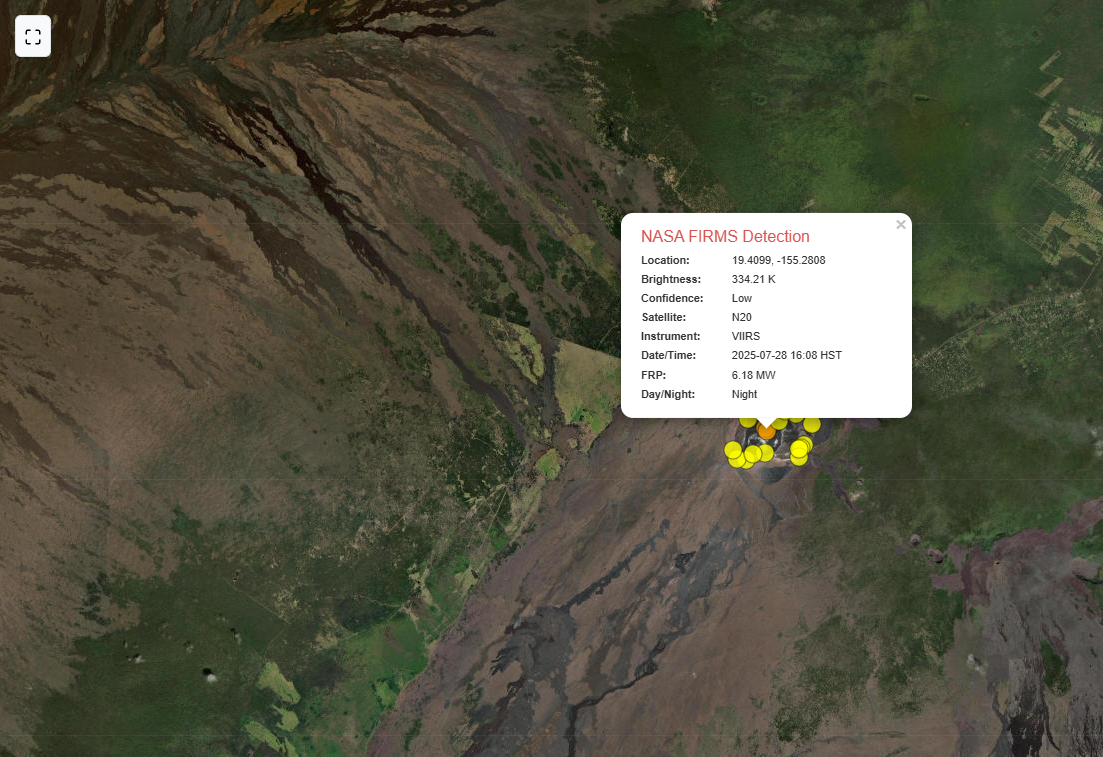 NASA FIRMS Detection
Location: 19.4099, -155.2808
Brightness: 334.21 K
Confidence: Low
Satellite: N20
Instrument: VIIRS
Date/Time: 2025-07-28 16:08 HST
FRP: 6.18 MW
Day/Night: Night